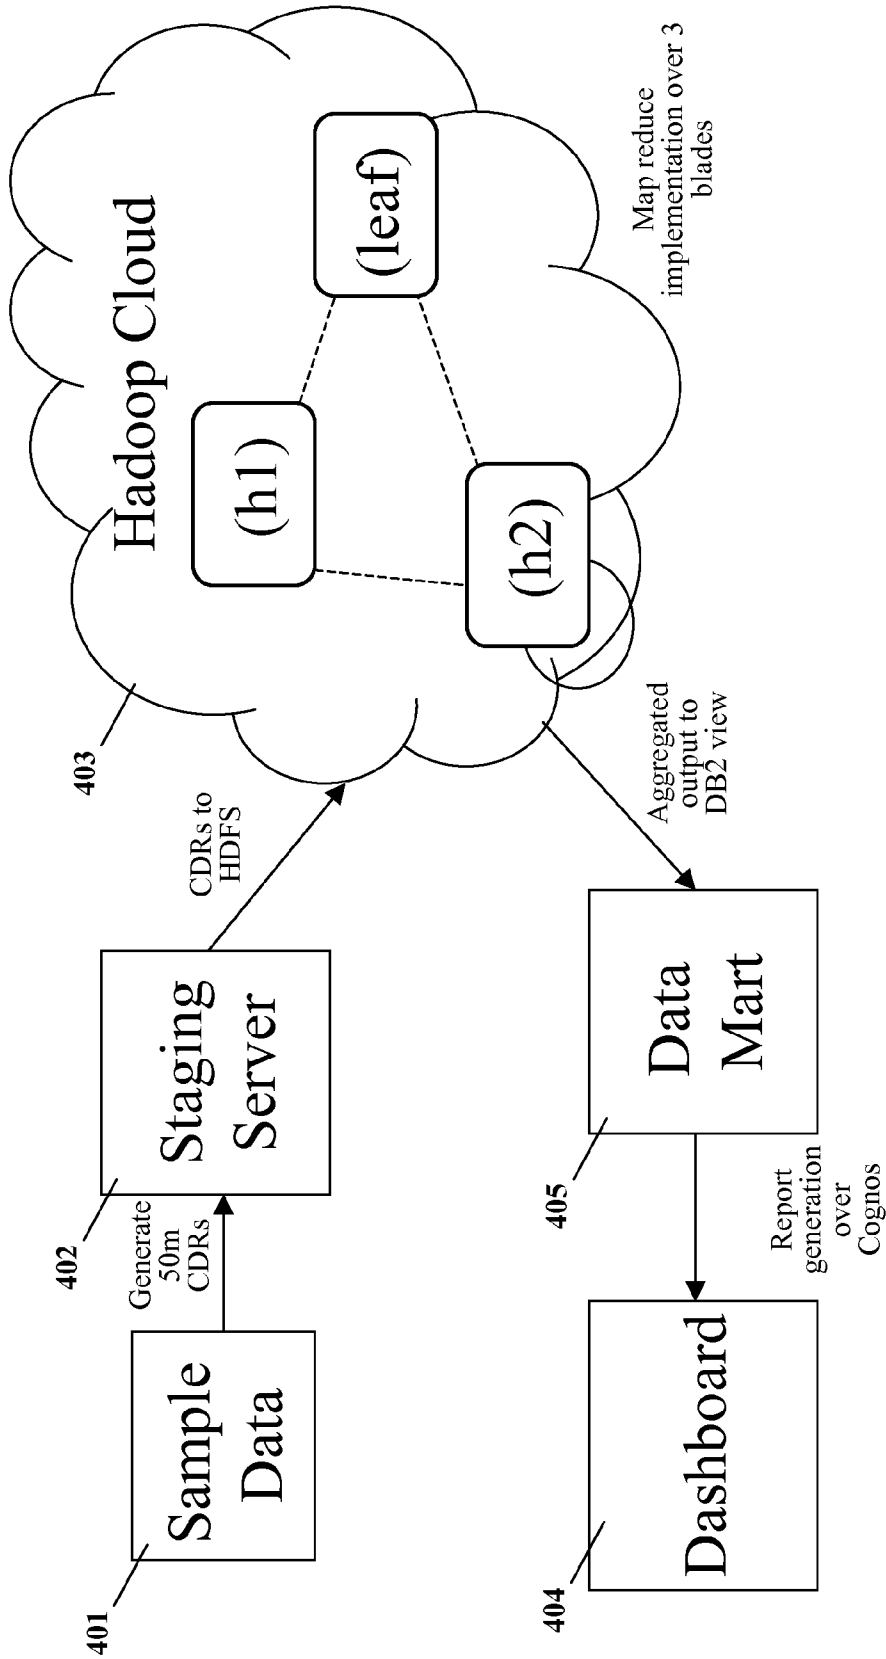 401
Sample
Data
Generate
50m
CDRs
402
Staging
Server
CDRs to
HDFS
403
Hadoop Cloud
(h1)
(h2)
(leaf)
Map reduce
implementation over 3
blades
Aggregated
output to
DB2 view
405
Data
Mart
Report
generation
over
Cognos
404
Dashboard